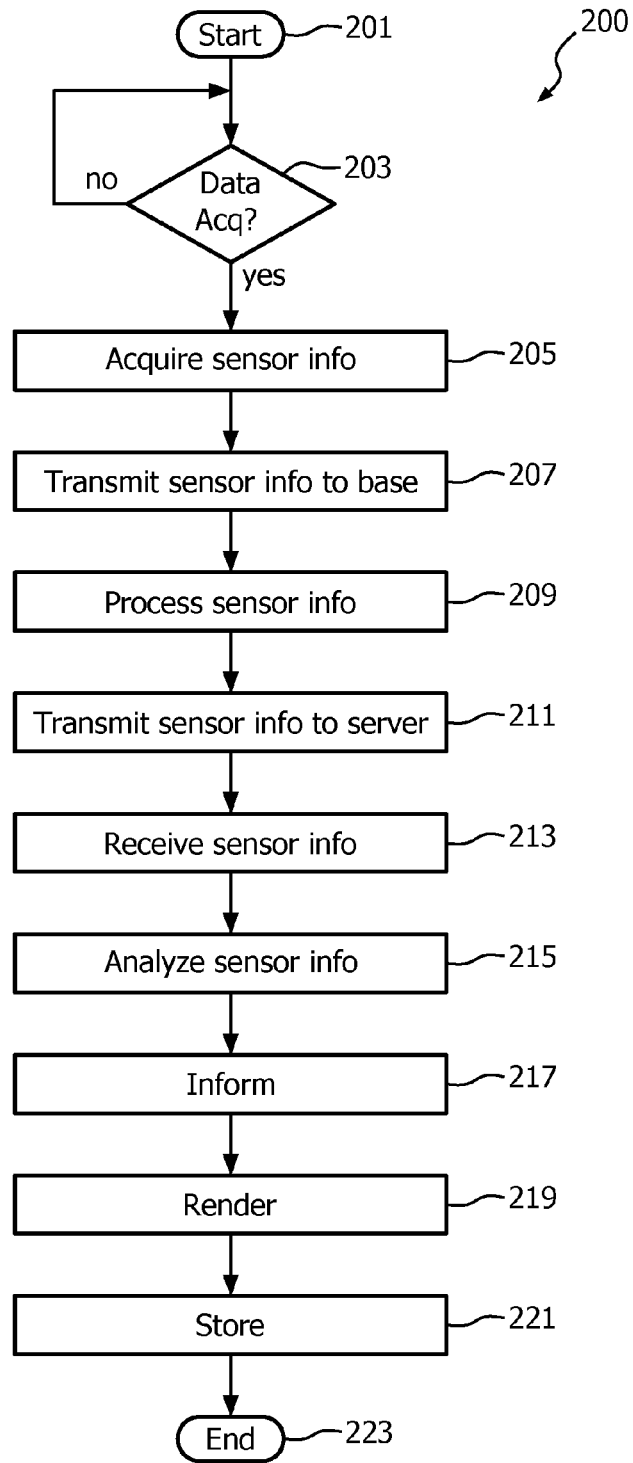 Start
201
200
Data
Acq?
203
no
yes
Acquire sensor info
205
Transmit sensor info to base
207
Process sensor info
209
Transmit sensor info to server
211
Receive sensor info
213
Analyze sensor info
215
Inform
217
Render
219
Store
221
End
223